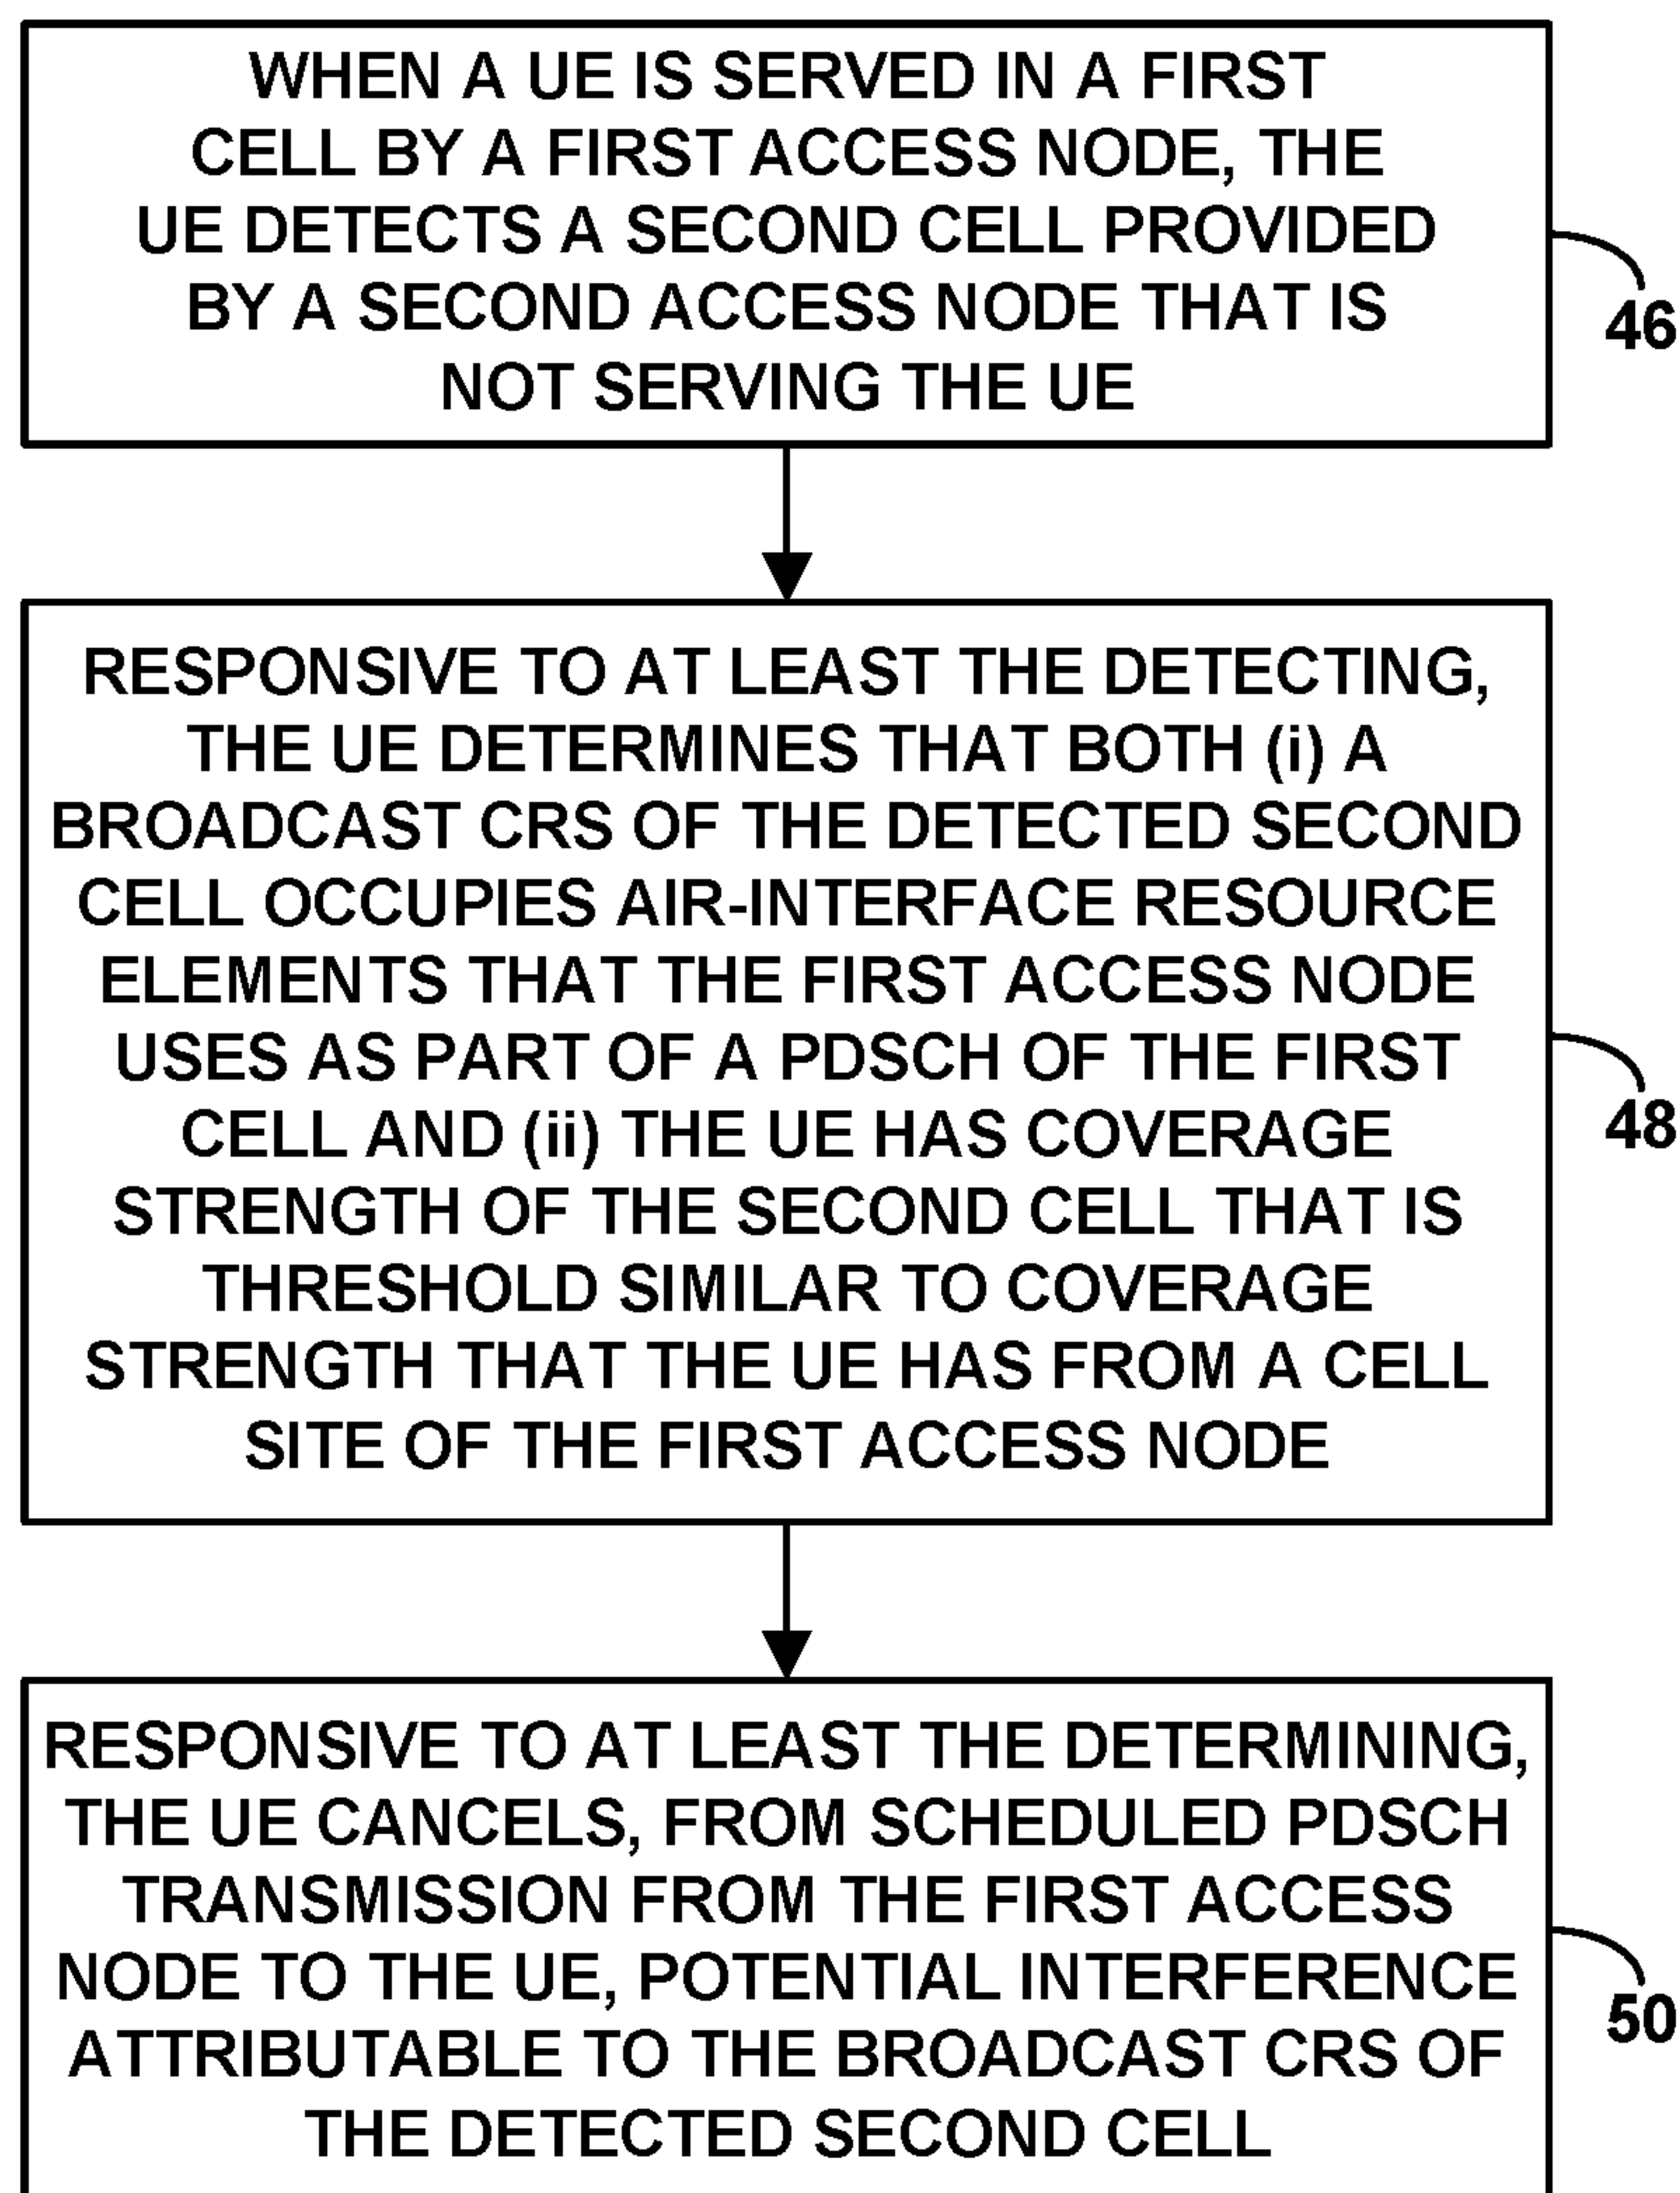 WHEN A UE IS SERVED IN A FIRST
CELL BY A FIRST ACCESS NODE, THE
UE DETECTS A SECOND CELL PROVIDED
BY A SECOND ACCESS NODE THAT IS
NOT SERVING THE UE
46
RESPONSIVE TO AT LEAST THE DETECTING,
THE UE DETERMINES THAT BOTH (i) A
BROADCAST CRS OF THE DETECTED SECOND
CELL OCCUPIES AIR-INTERFACE RESOURCE
ELEMENTS THAT THE FIRST ACCESS NODE
USES AS PART OF A PDSCH OF THE FIRST
CELL AND (ii) THE UE HAS COVERAGE
STRENGTH OF THE SECOND CELL THAT IS
THRESHOLD SIMILAR TO COVERAGE
STRENGTH THAT THE UE HAS FROM A CELL
SITE OF THE FIRST ACCESS NODE
48
RESPONSIVE TO AT LEAST THE DETERMINING,
THE UE CANCELS, FROM SCHEDULED PDSCH
TRANSMISSION FROM THE FIRST ACCESS
NODE TO THE UE, POTENTIAL INTERFERENCE
ATTRIBUTABLE TO THE BROADCAST CRS OF
THE DETECTED SECOND CELL
50